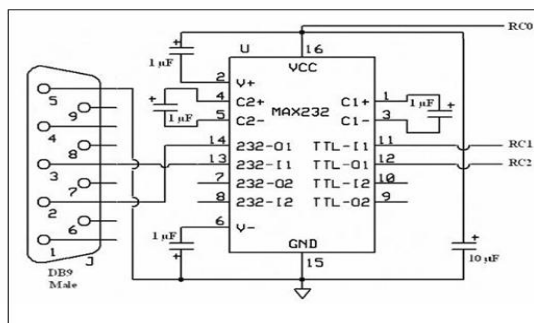 RC0
1 µF
U
16
VCC
2
V+
4
C2+
MAX232
C1+
1
1 µF
5
C2-
C1-
3
1 µF
14
232-O1
TTL-I1
11
RC1
13
232-I1
TTL-O1
12
RC2
7
232-O2
TTL-I2
10
8
232-I2
TTL-O2
9
1 µF
6
V-
GND
15
10 µF
5
9
4
8
3
7
2
6
1
J
DB9
Male